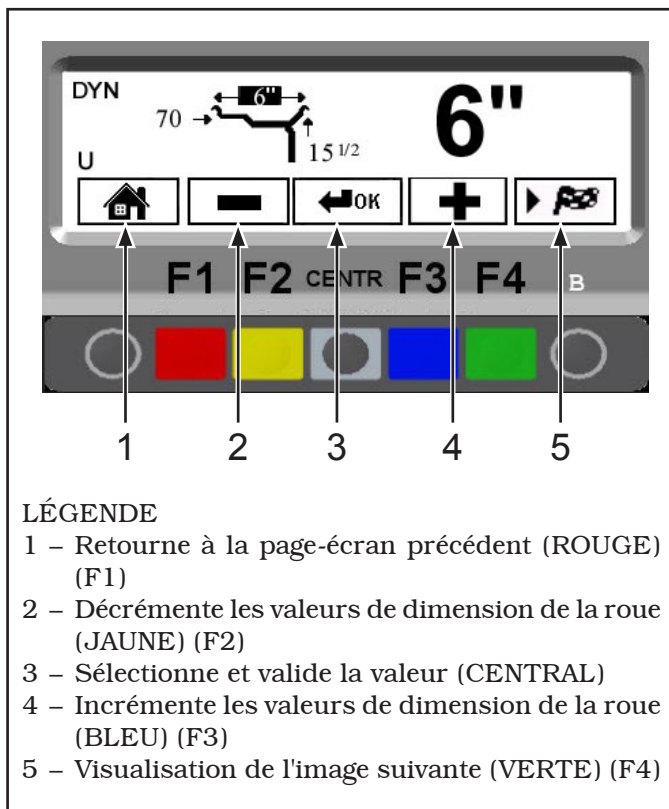 DYN
6"
6"
70
15 1/2
U
OK
F1 F2 CENTR F3 F4 B
1 2 3 4 5
LÉGENDE
1 – Retourne à la page-écran précédent (ROUGE)
(F1)
2 – Décrémente les valeurs de dimension de la roue
(JAUNE) (F2)
3 – Sélectionne et valide la valeur (CENTRAL)
4 – Incrémente les valeurs de dimension de la roue
(BLEU) (F3)
5 – Visualisation de l'image suivante (VERTE) (F4)